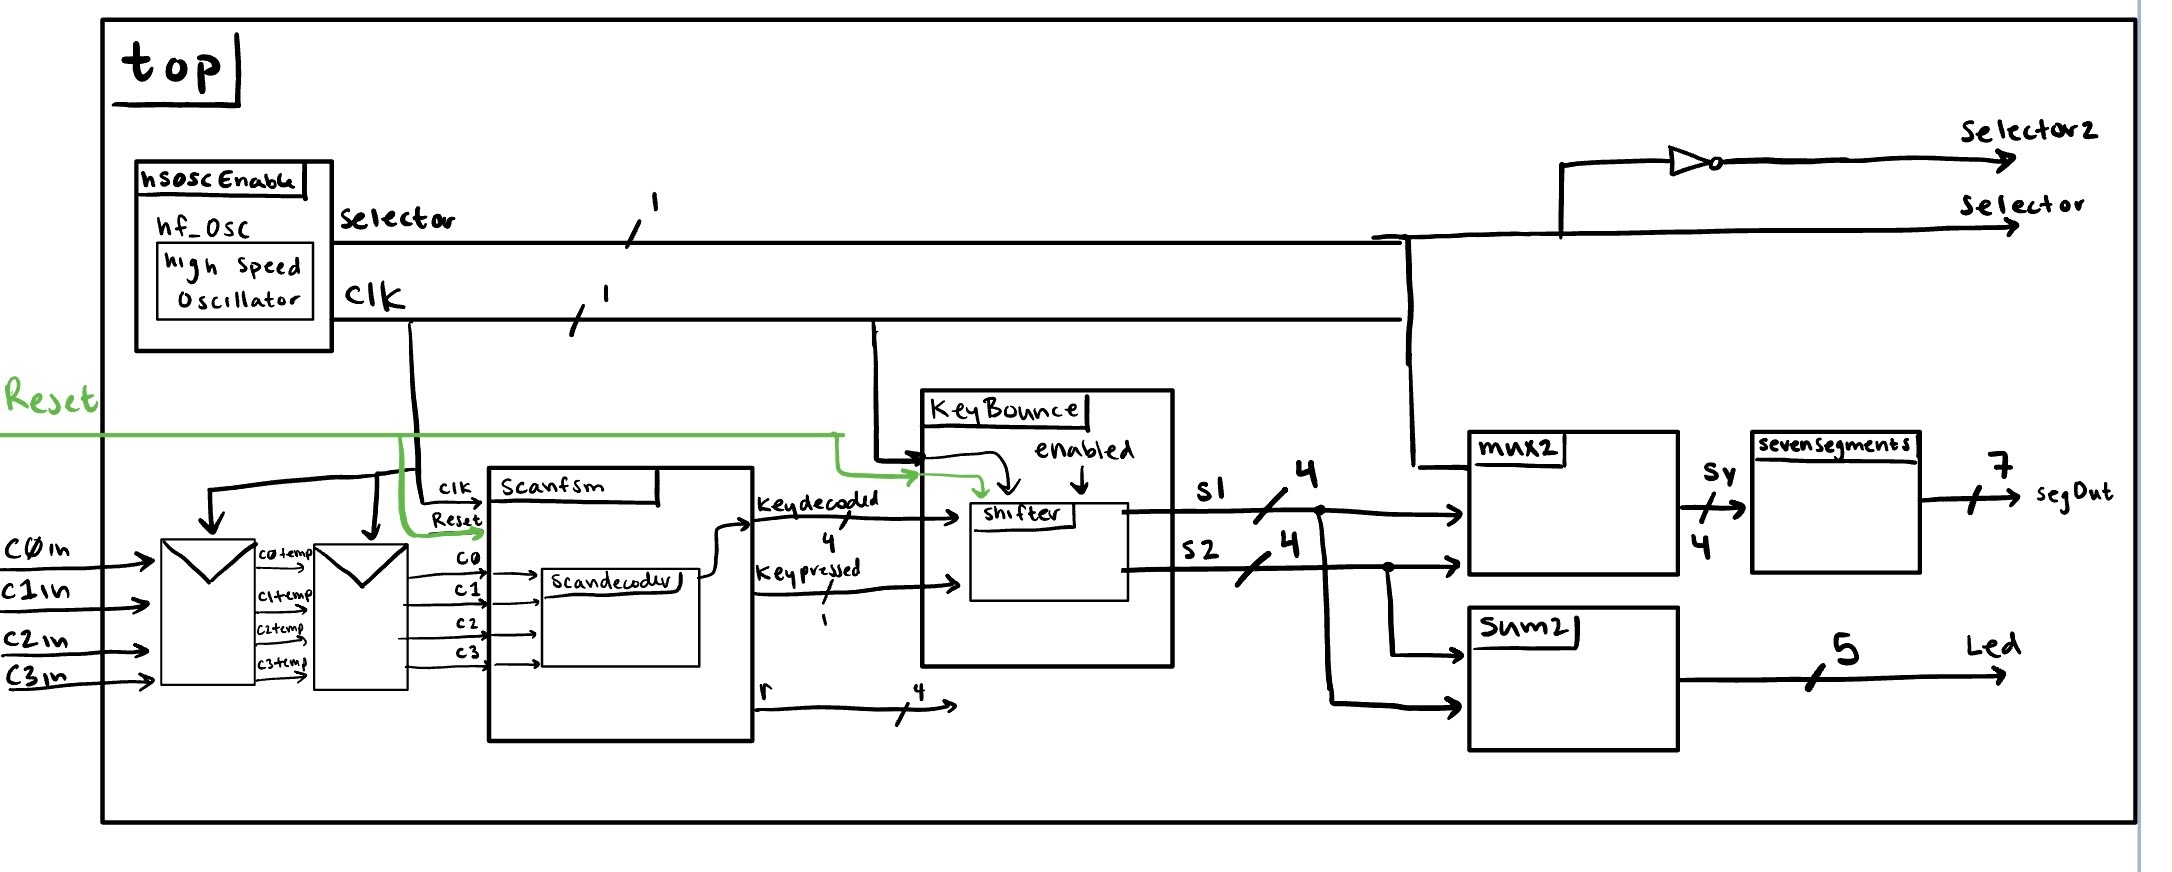 top
hsoscEnable
hf_osc
high speed
oscillator
selector
1
clk
1
Selector2
Selector
Reset
C0in
C1in
C2in
C3in
C0temp
C1temp
C2temp
C3temp
clk
Reset
C0
C1
C2
C3
scanfsm
scandecoder
Keydecoded
4
Keypressed
1
r
4
KeyBounce
enabled
shifter
s1
4
s2
4
mux2
sy
4
sevensegments
7
segOut
Sum2
5
Led